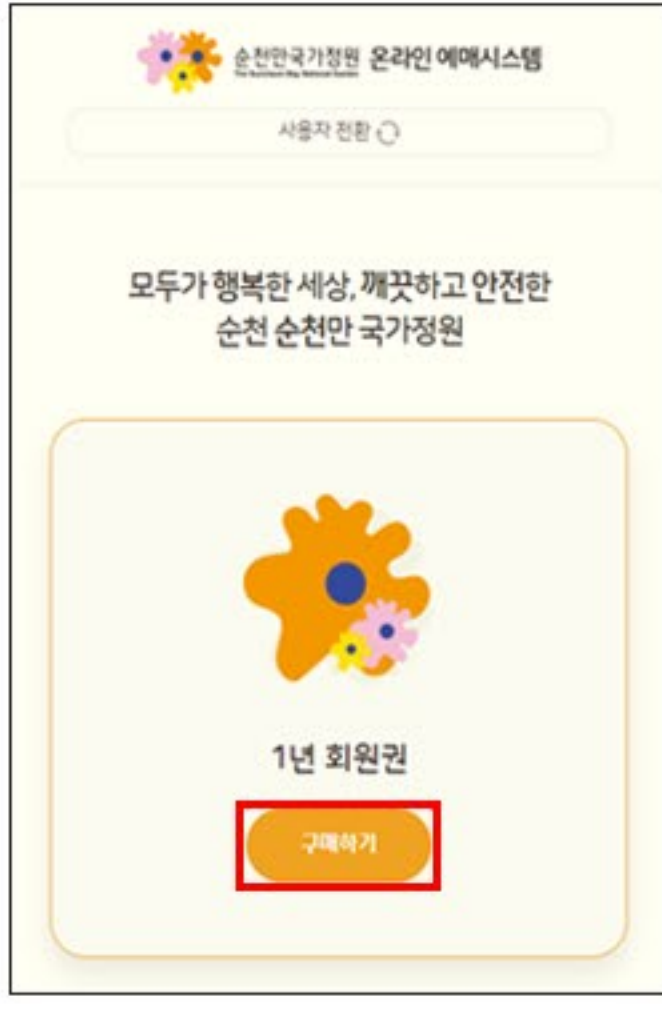 순천만국가정원 온라인 예매시스템
사용자 전환
모두가 행복한 세상, 깨끗하고 안전한
순천 순천만 국가정원
1년 회원권
구매하기